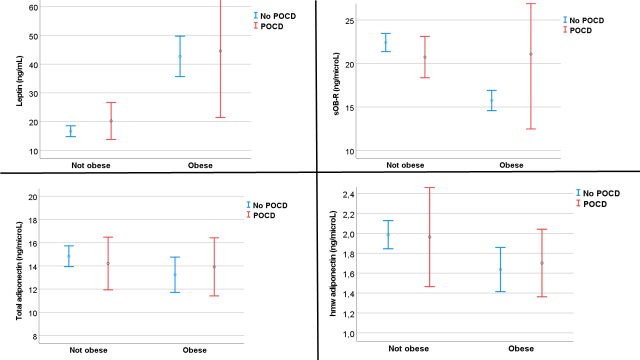 60
50
40
30
20
10
Leptin (ng/mL)
Not obese
Obese
No POCD
POCD
25
20
15
10
sOB-R (ng/microL)
Not obese
Obese
No POCD
POCD
20
18
16
14
12
10
8
Total adiponectin (ng/microL)
Not obese
Obese
No POCD
POCD
2,4
2,2
2,0
1,8
1,6
1,4
1,2
1,0
hmw adiponectin (ng/microL)
Not obese
Obese
No POCD
POCD